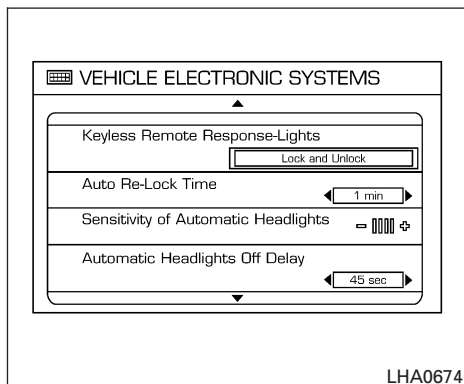 VEHICLE ELECTRONIC SYSTEMS
Keyless Remote Response-Lights
Lock and Unlock
Auto Re-Lock Time
1 min
Sensitivity of Automatic Headlights
Automatic Headlights Off Delay
45 sec
LHA0674